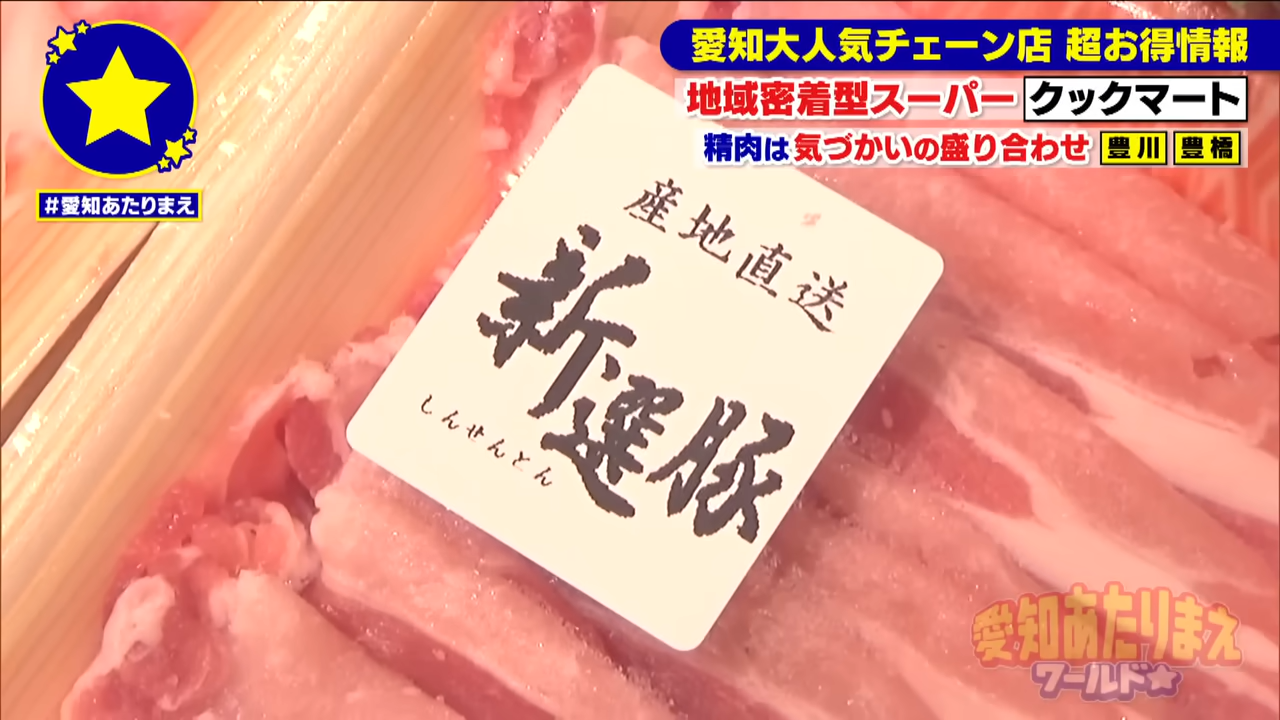 愛知大人気チェーン店 超お得情報
地域密着型スーパー クックマート
精肉は気づかいの盛り合わせ 豊川 豊橋
#愛知あたりまえ
産地直送
新選豚
しんせんとん
愛知あたりまえ
ワールド☆